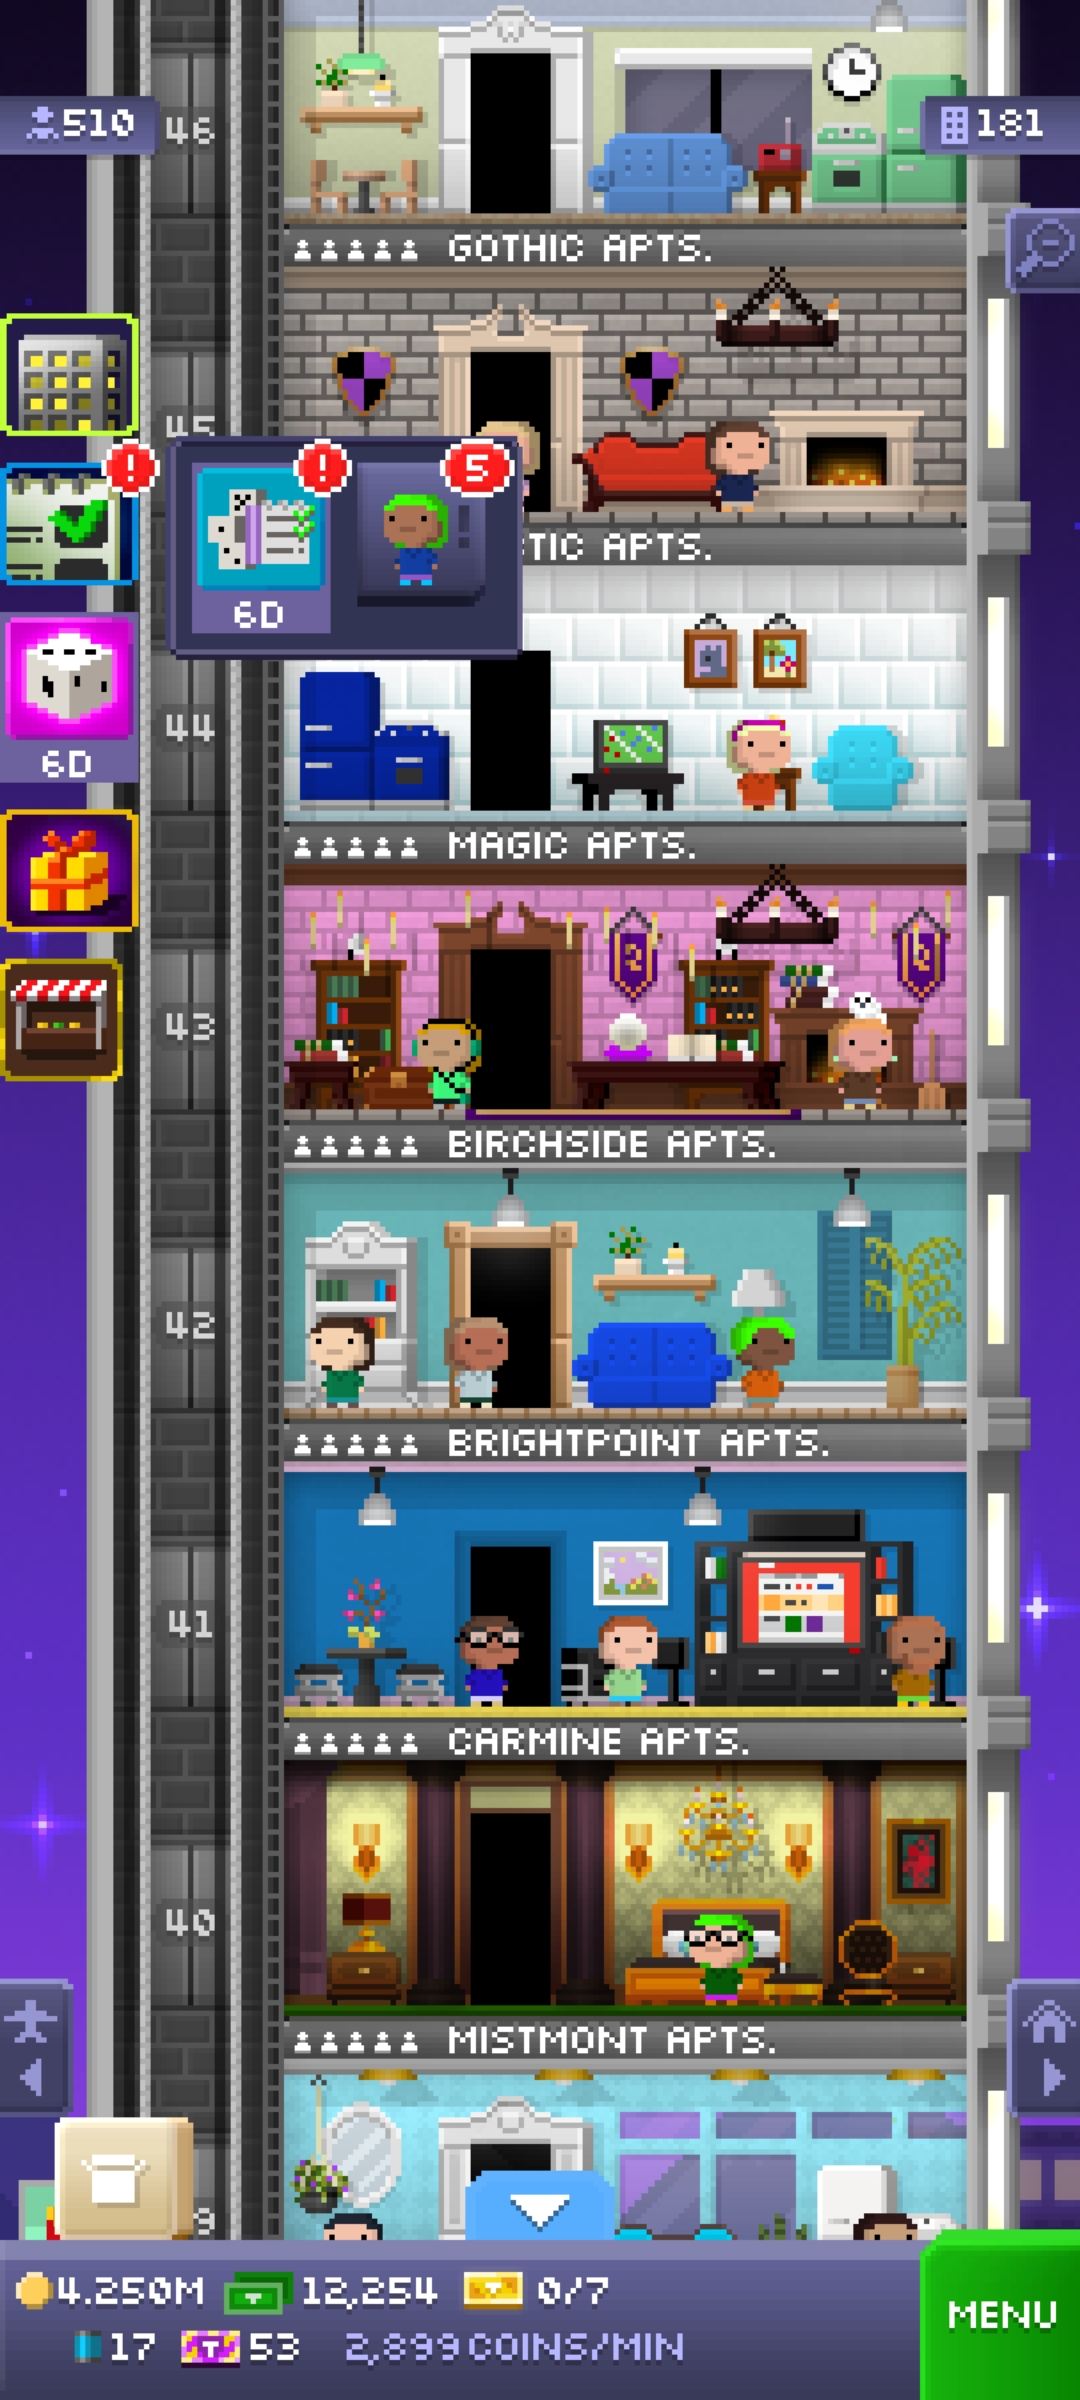 510
46
181
GOTHIC APTS.
45
!
!
5
TIC APTS.
6D
44
6D
MAGIC APTS.
43
BIRCHSIDE APTS.
42
BRIGHTPOINT APTS.
41
CARMINE APTS.
40
MISTMONT APTS.
4.250M 12,254 0/7
17 T 53 2,899 COINS/MIN
MENU